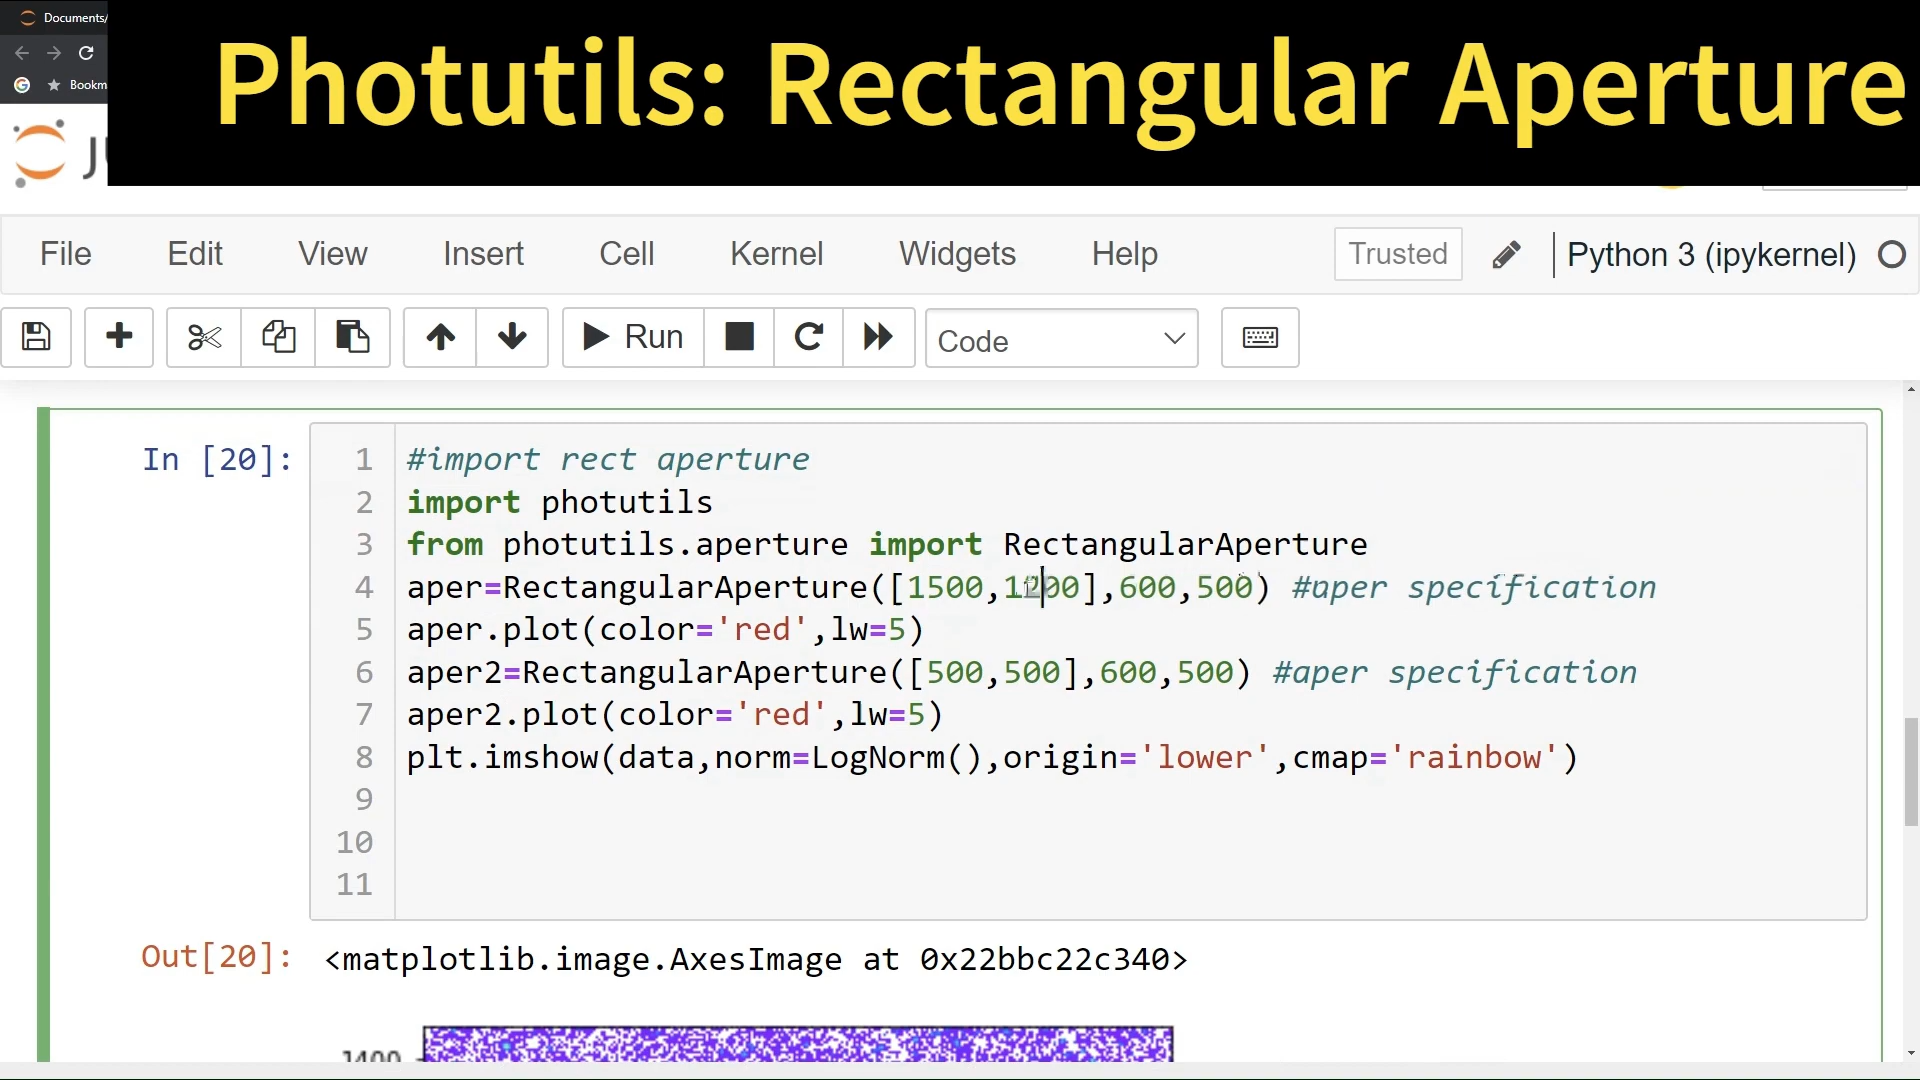 Documents/
Photutils: Rectangular Aperture
Bookm
File Edit View Insert Cell Kernel Widgets Help Trusted Python 3 (ipykernel)
Run Code
In [20]:
1 #import rect aperture
2 import photutils
3 from photutils.aperture import RectangularAperture
4 aper=RectangularAperture([1500,1200],600,500) #aper specification
5 aper.plot(color='red',lw=5)
6 aper2=RectangularAperture([500,500],600,500) #aper specification
7 aper2.plot(color='red',lw=5)
8 plt.imshow(data,norm=LogNorm(),origin='lower',cmap='rainbow')
9
10
11
Out[20]: <matplotlib.image.AxesImage at 0x22bbc22c340>
1400